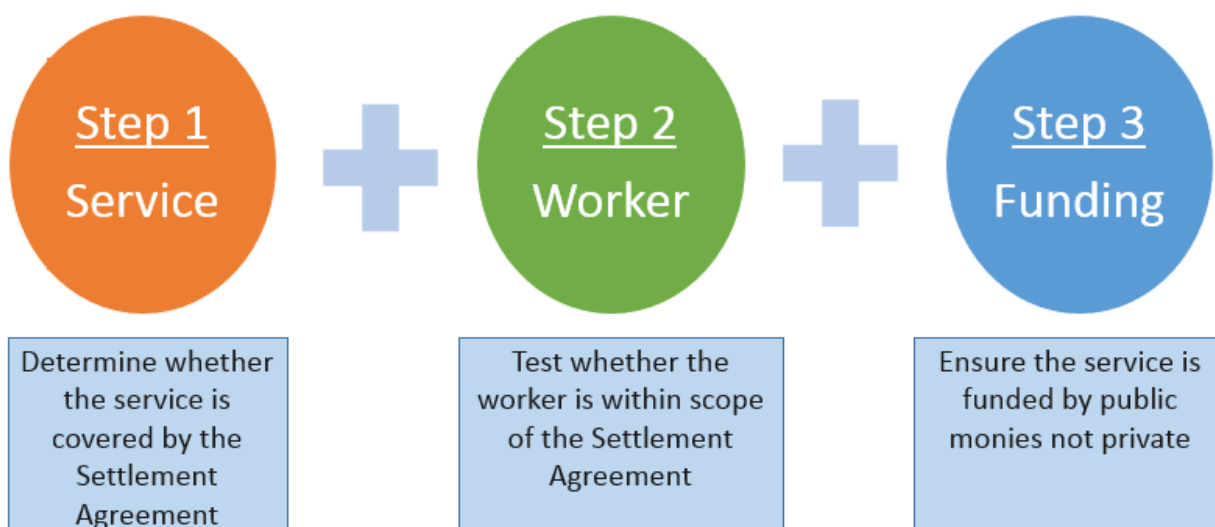 Step 1
Service
Step 2
Worker
Step 3
Funding
Determine whether
the service is
covered by the
Settlement
Agreement
Test whether the
worker is within scope
of the Settlement
Agreement
Ensure the service is
funded by public
monies not private